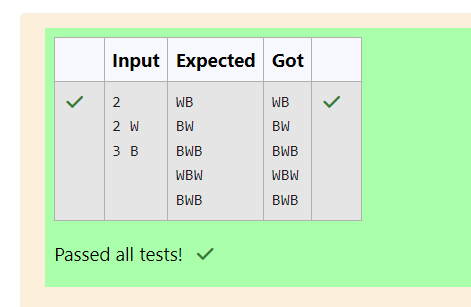 Input Expected Got
2 WB WB
2 W BW BW
3 B BWB BWB
WBW WBW
BWB BWB
Passed all tests!